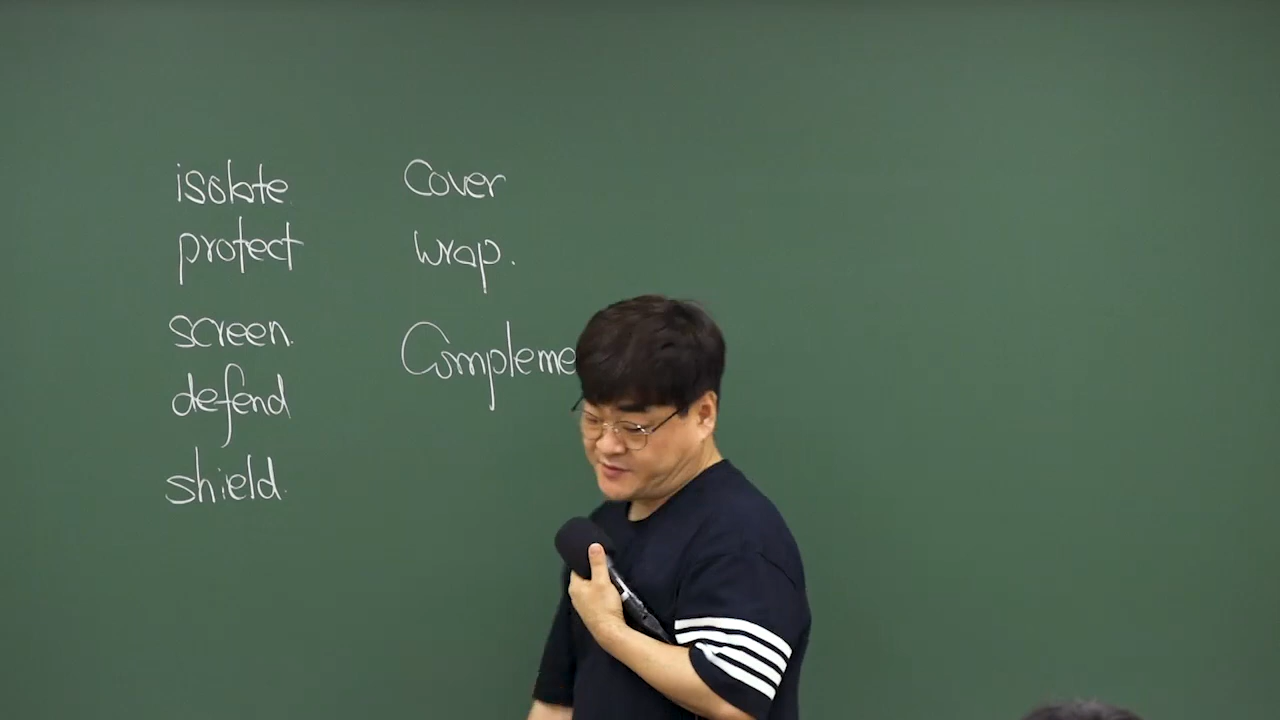 isolate
protect
screen.
defend
shield.
Cover
wrap.
Compleme